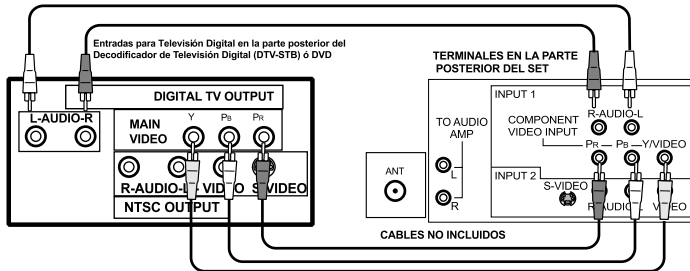 Entradas para Televisión Digital en la parte posterior del
Decodificador de Televisión Digital (DTV-STB) ó DVD
L-AUDIO-R
DIGITAL TV OUTPUT
MAIN
VIDEO
Y PB PR
R-AUDIO-L VIDEO S-VIDEO
NTSC OUTPUT
TERMINALES EN LA PARTE
POSTERIOR DEL SET
ANT
TO AUDIO
AMP
L
R
INPUT 1
R-AUDIO-L
COMPONENT
VIDEO INPUT
PR PB Y/VIDEO
INPUT 2
S-VIDEO
R-AUDIO-L VIDEO
CABLES NO INCLUIDOS